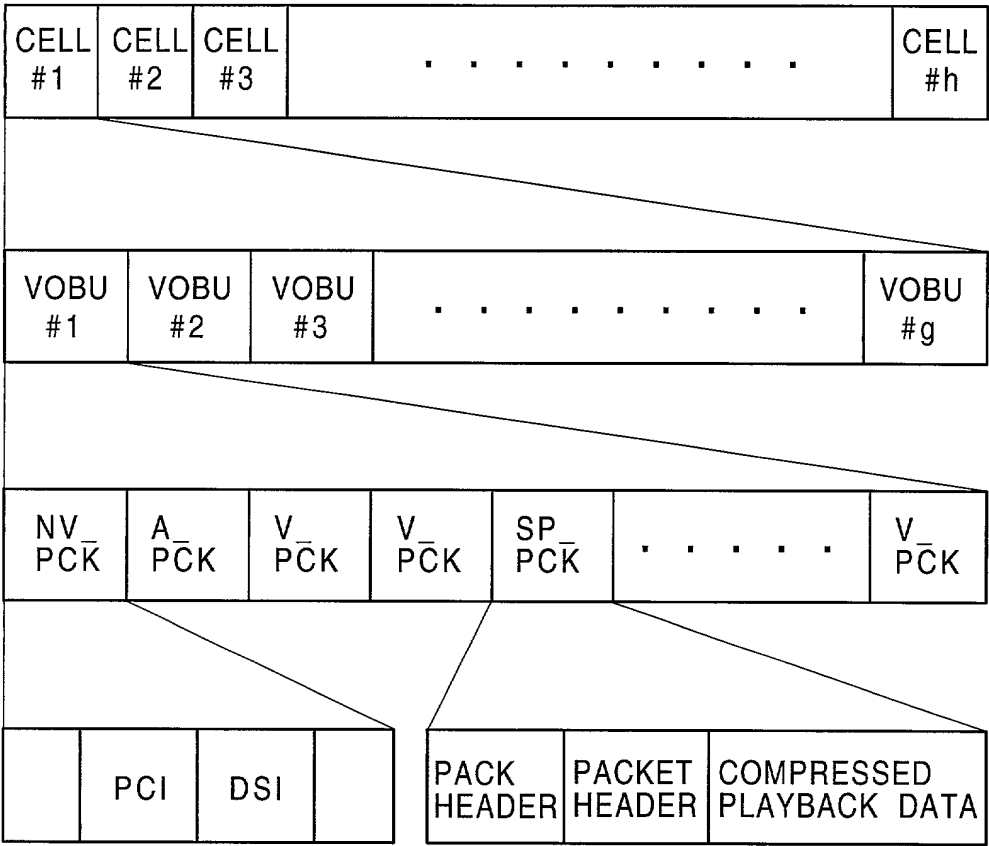 CELL #1 CELL #2 CELL #3 . . . . . . . . . CELL #h
VOBU #1 VOBU #2 VOBU #3 . . . . . . . . . VOBU #g
NV_ PCK A_ PCK V_ PCK V_ PCK SP_ PCK . . . . . V_ PCK
PCI DSI
PACK HEADER PACKET HEADER COMPRESSED PLAYBACK DATA